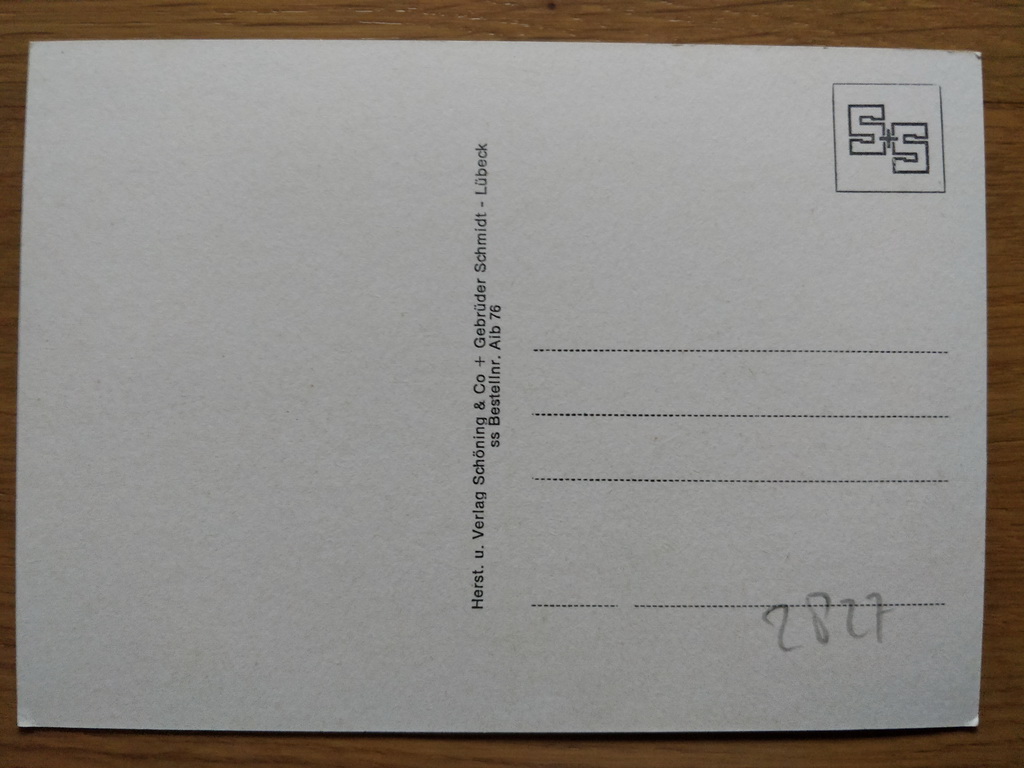 S+S
Herst. u. Verlag Schöning & Co + Gebrüder Schmidt - Lübeck
ss Bestellnr. Alb 76
2827